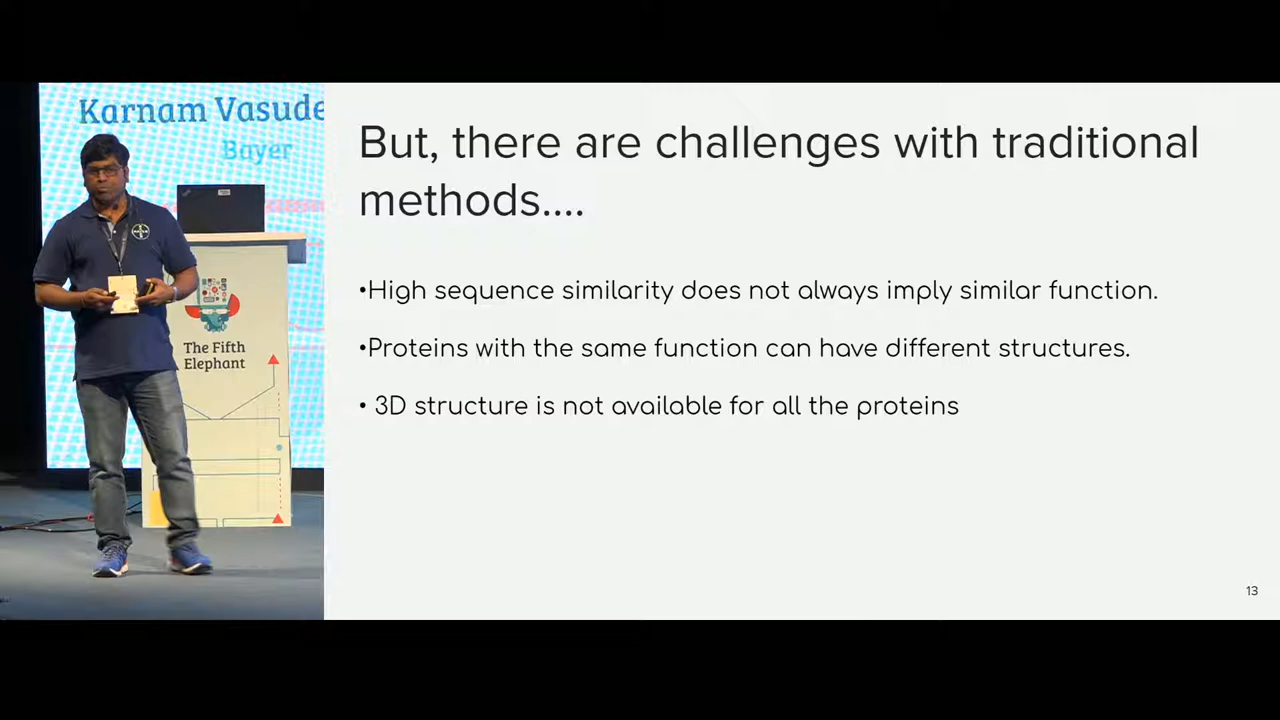 Karnam Vasude
Bayer
The Fifth
Elephant
But, there are challenges with traditional
methods....
•High sequence similarity does not always imply similar function.
•Proteins with the same function can have different structures.
• 3D structure is not available for all the proteins
13